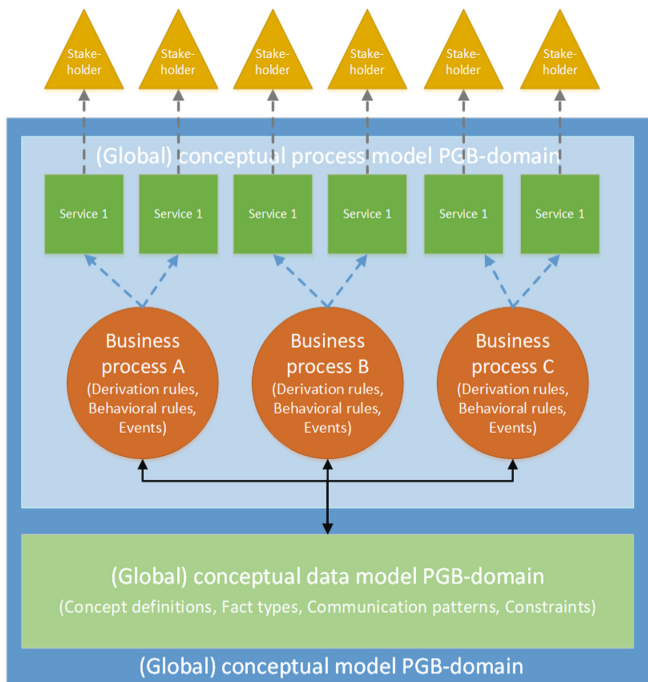 Stake-
holder
Stake-
holder
Stake-
holder
Stake-
holder
Stake-
holder
Stake-
holder
(Global) conceptual process model PGB-domain
Service 1
Service 1
Service 1
Service 1
Service 1
Service 1
Business
process A
(Derivation rules,
Behavioral rules,
Events)
Business
process B
(Derivation rules,
Behavioral rules,
Events)
Business
process C
(Derivation rules,
Behavioral rules,
Events)
(Global) conceptual data model PGB-domain
(Concept definitions, Fact types, Communication patterns, Constraints)
(Global) conceptual model PGB-domain